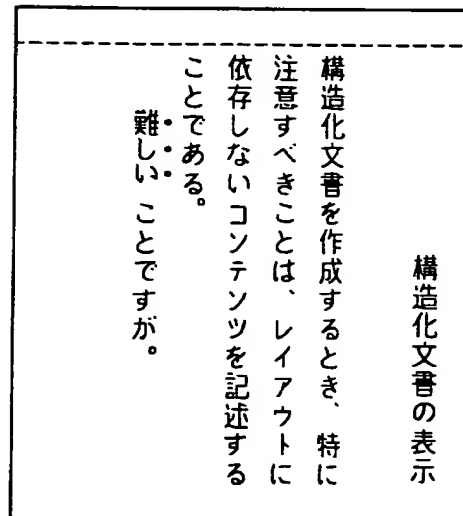 構造化文書の表示
構造化文書を作成するとき、特に
注意すべきことは、レイアウトに
依存しないコンテンツを記述する
ことである。
難しいことですが。